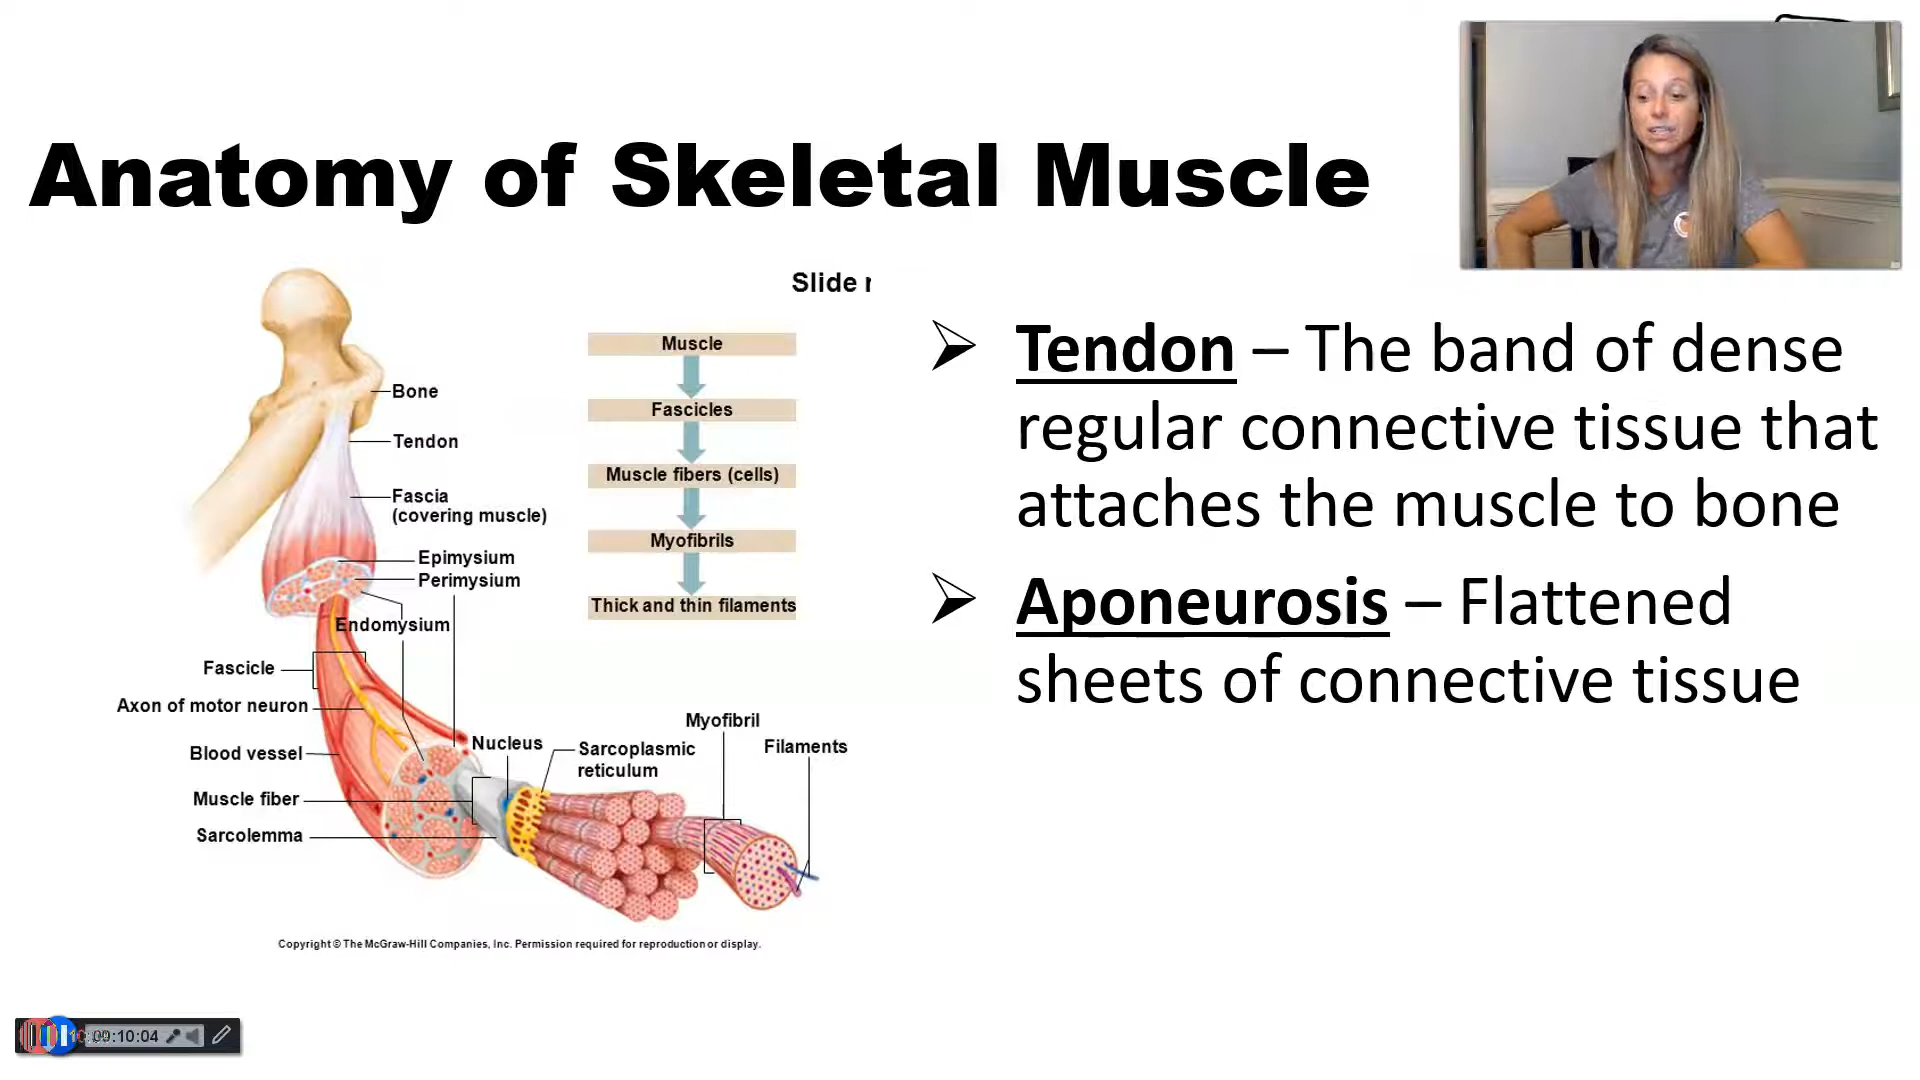 Anatomy of Skeletal Muscle
Slide
Bone
Tendon
Fascia
(covering muscle)
Epimysium
Perimysium
Endomysium
Fascicle
Axon of motor neuron
Blood vessel
Muscle fiber
Sarcolemma
Nucleus
Sarcoplasmic
reticulum
Myofibril
Filaments
Muscle
Fascicles
Muscle fibers (cells)
Myofibrils
Thick and thin filaments
Copyright © The McGraw-Hill Companies, Inc. Permission required for reproduction or display.
➢ Tendon – The band of dense
regular connective tissue that
attaches the muscle to bone
➢ Aponeurosis – Flattened
sheets of connective tissue